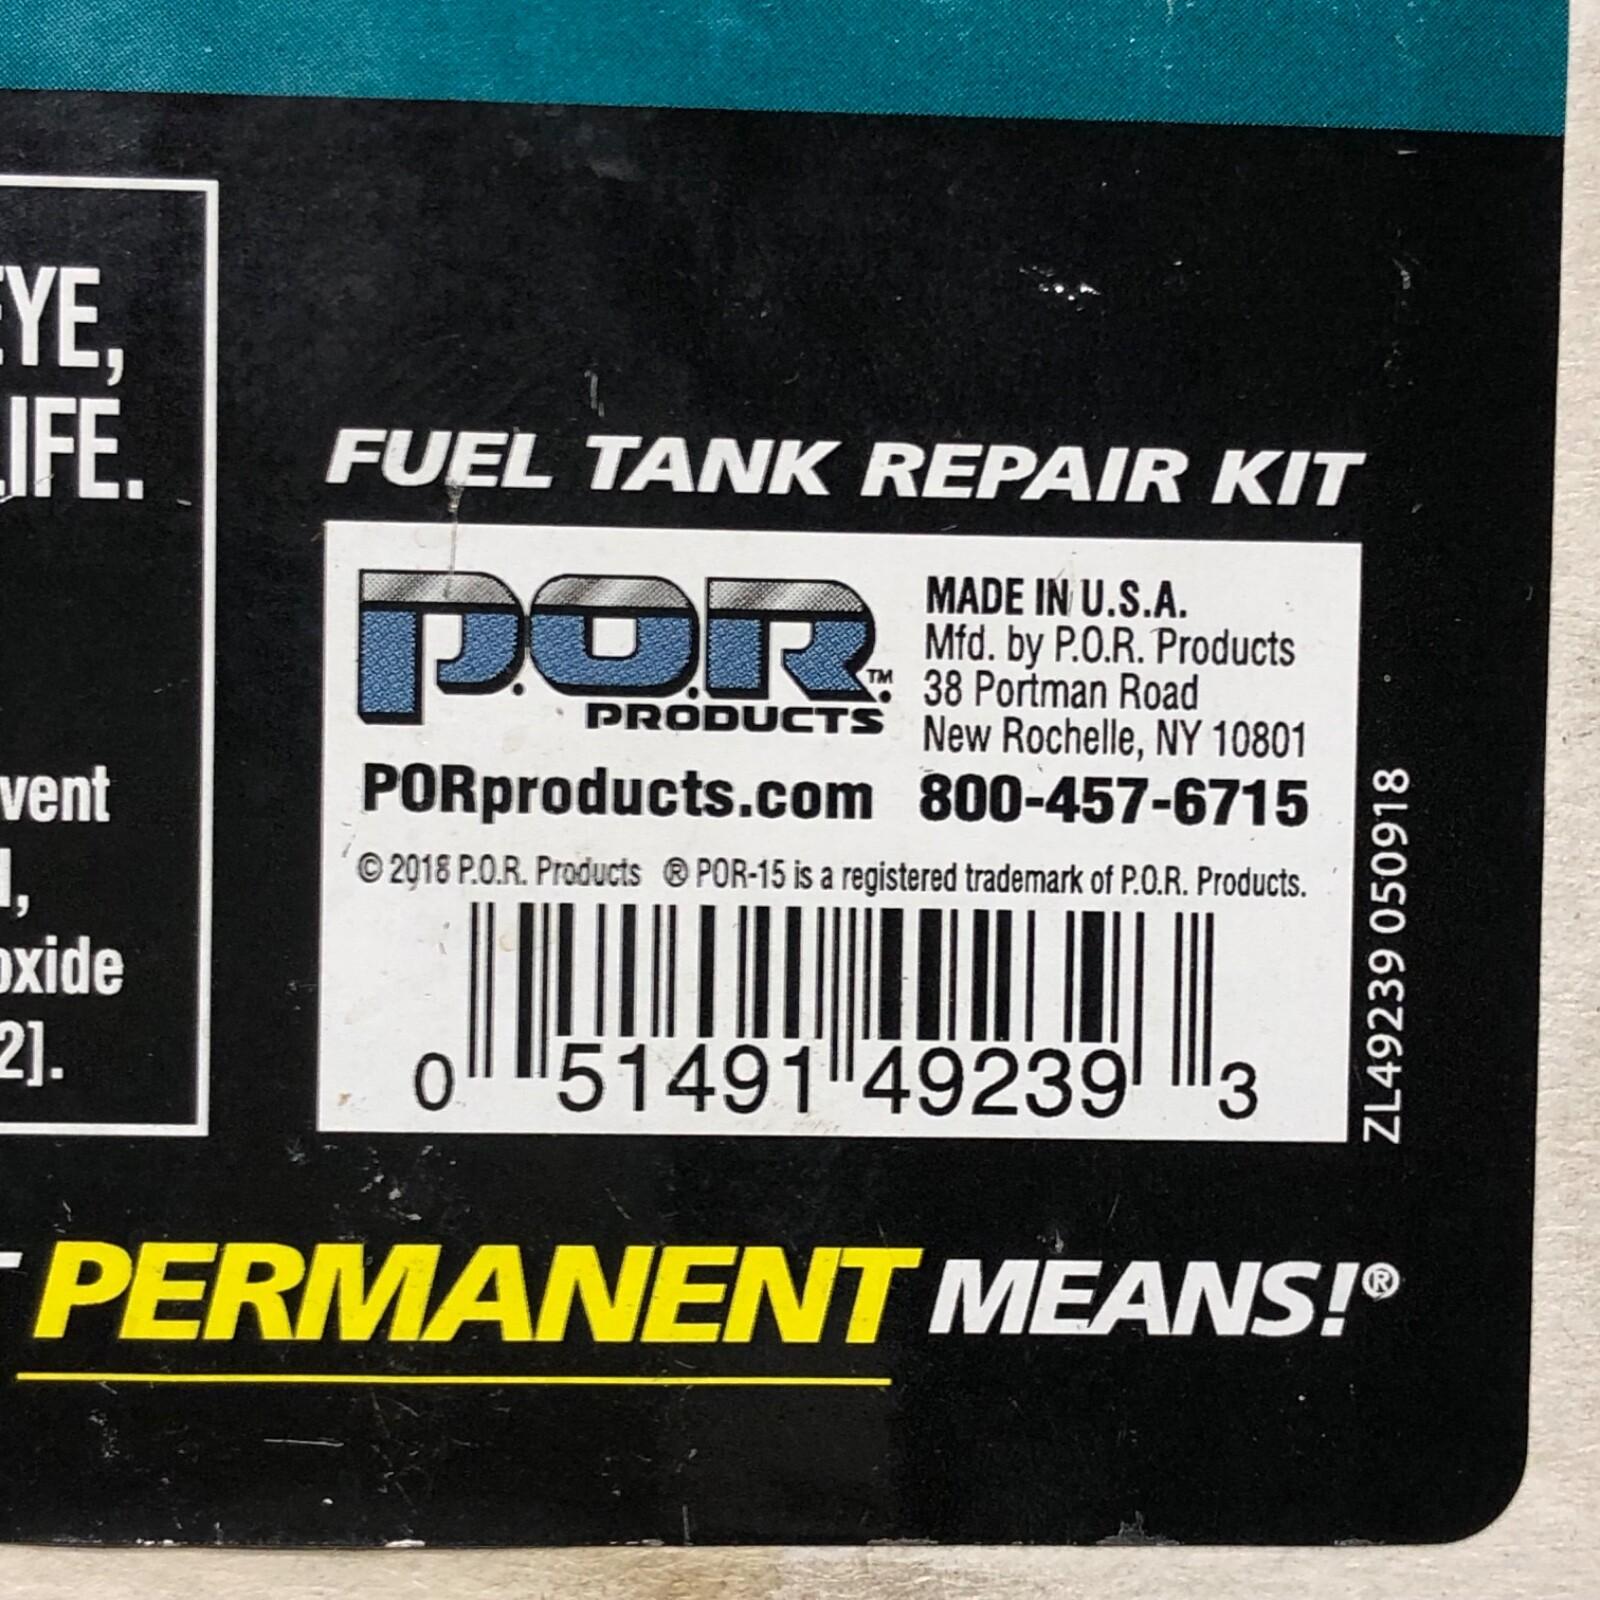 EYE,
LIFE.
vent
oxide
2].
FUEL TANK REPAIR KIT
P.O.R.™
PRODUCTS
MADE IN U.S.A.
Mfd. by P.O.R. Products
38 Portman Road
New Rochelle, NY 10801
PORproducts.com 800-457-6715
© 2018 P.O.R. Products ® POR-15 is a registered trademark of P.O.R. Products.
0 51491 49239 3
ZL49239 050918
PERMANENT MEANS!®